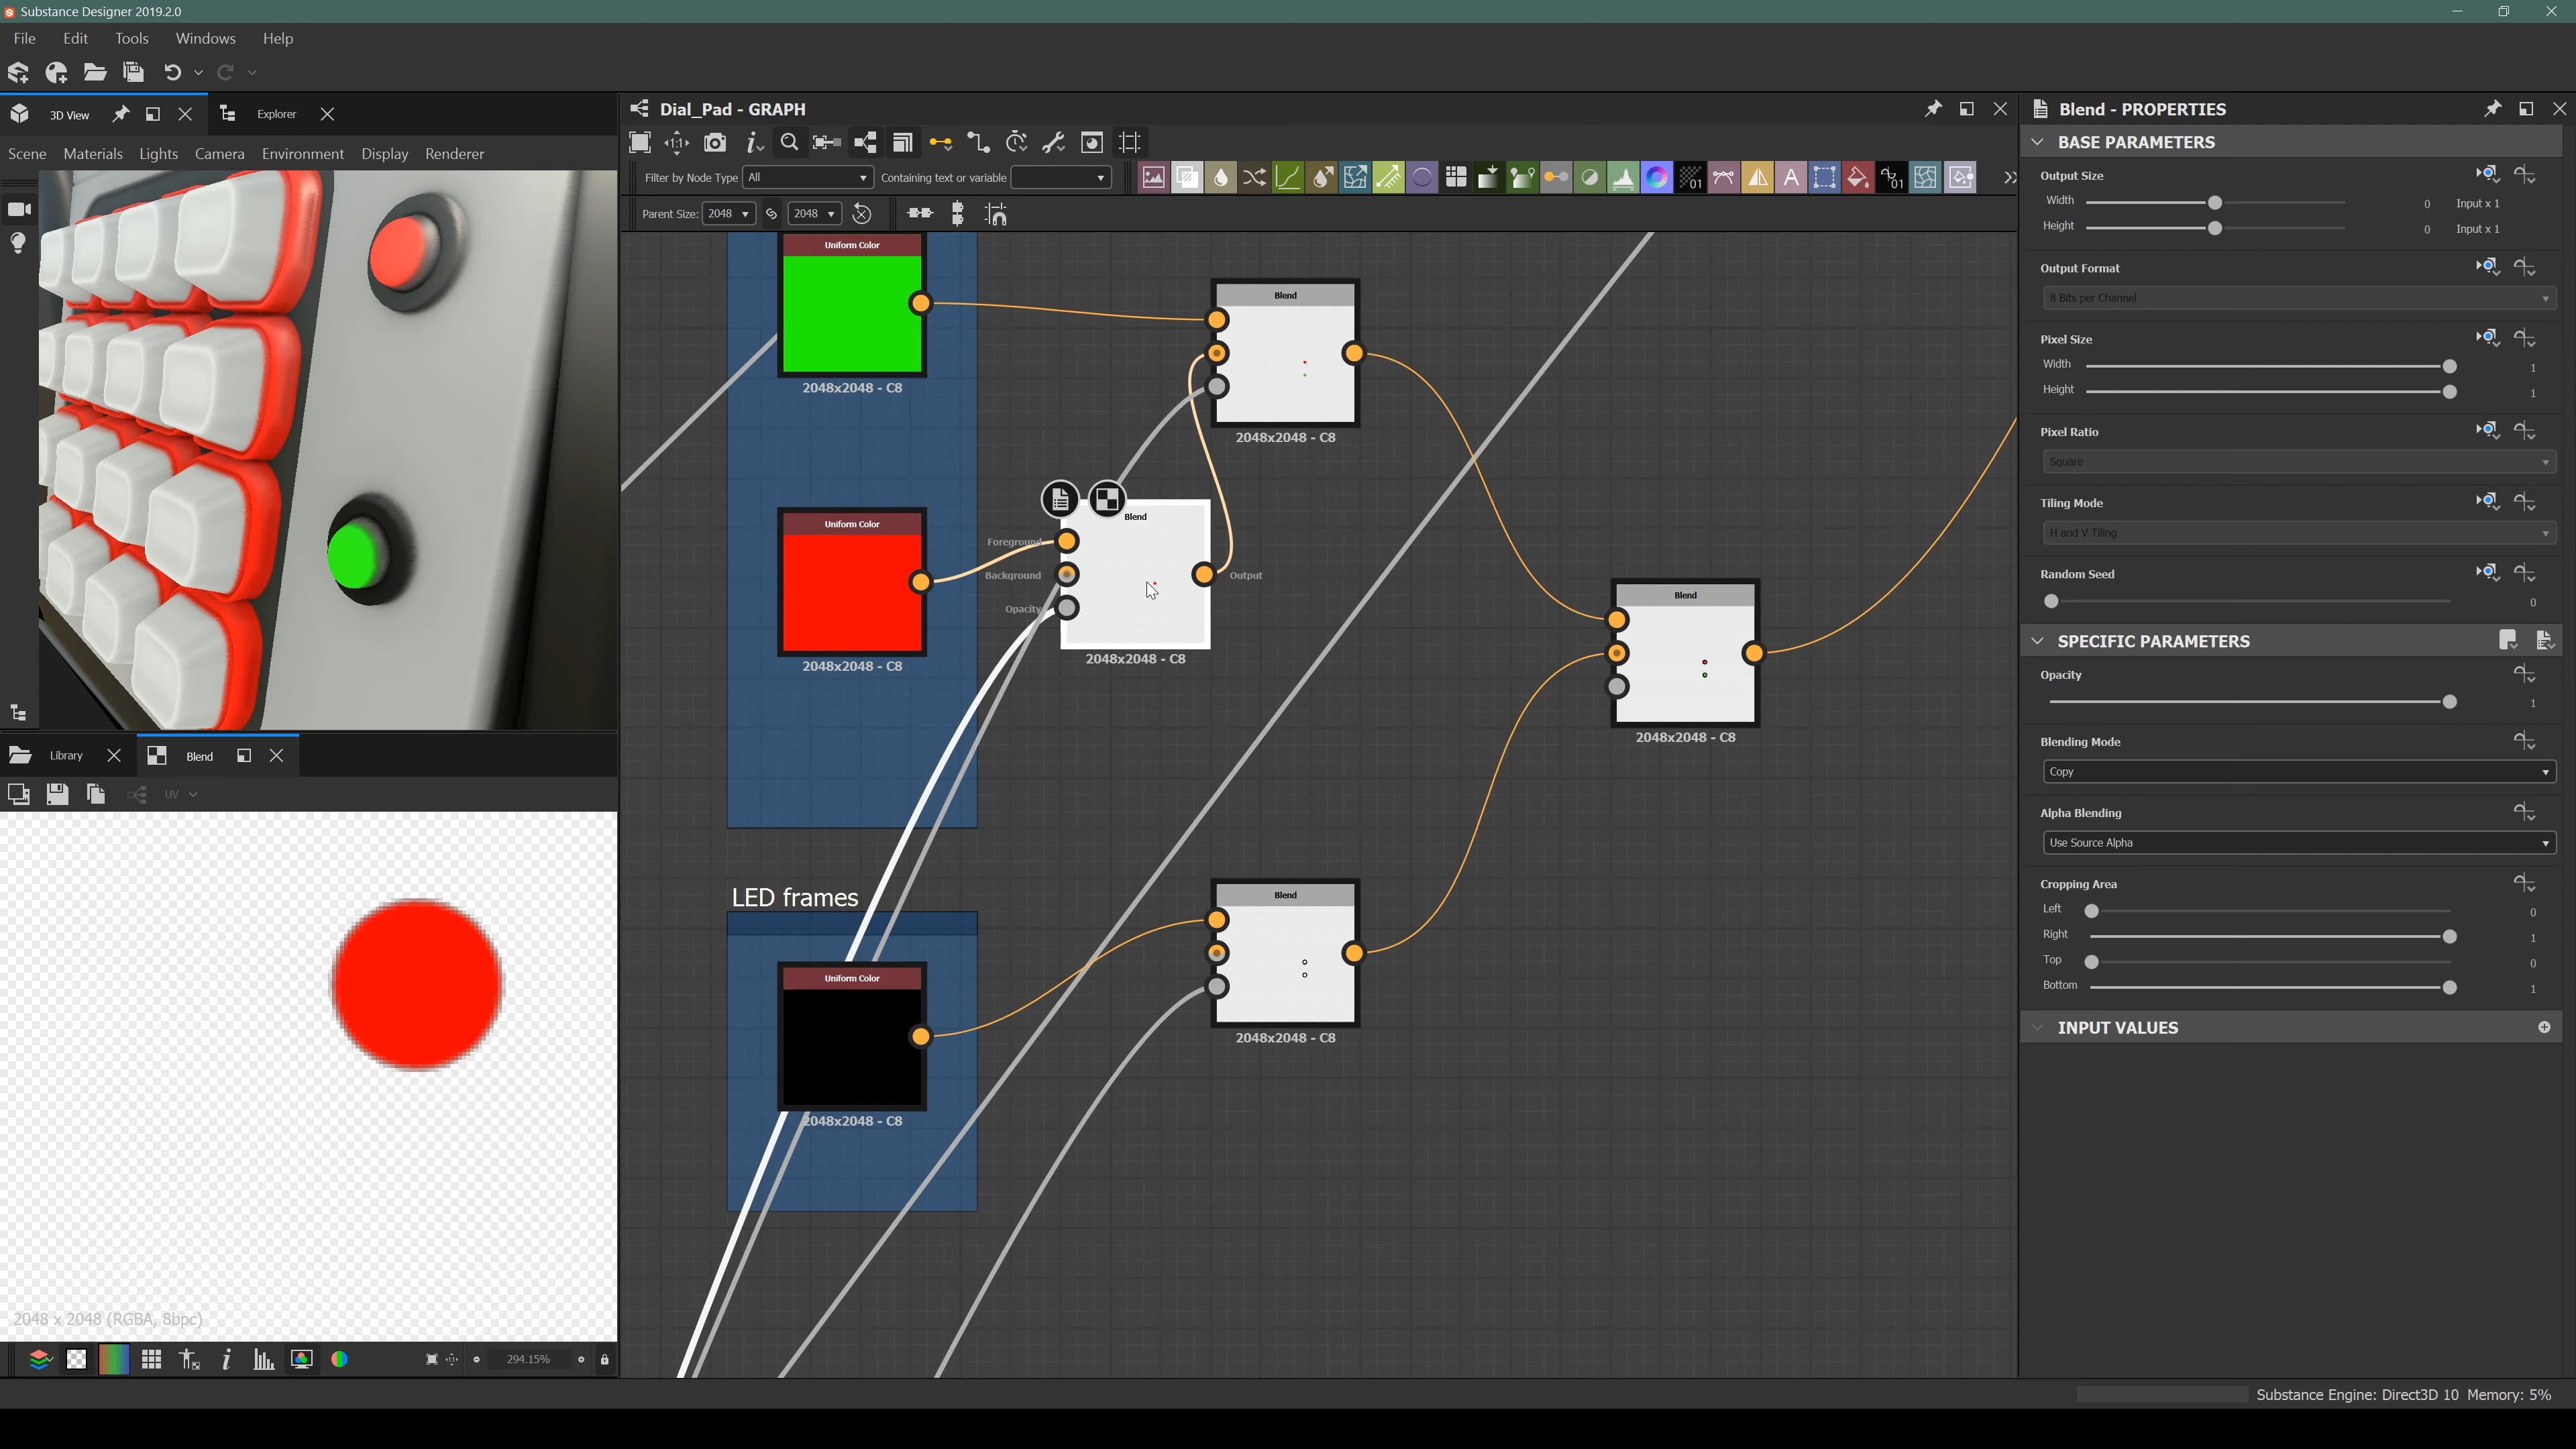 Substance Designer 2019.2.0
File Edit Tools Windows Help
3D View Explorer
Scene Materials Lights Camera Environment Display Renderer
Library Blend
UV
2048 x 2048 (RGBA, 8bpc)
294.15%
Dial_Pad - GRAPH
Filter by Node Type All Containing text or variable
01 A 01
Parent Size: 2048 2048
Uniform Color
2048x2048 - C8
Blend
2048x2048 - C8
Uniform Color
2048x2048 - C8
Blend
Foreground
Background
Opacity
Output
2048x2048 - C8
Blend
2048x2048 - C8
LED frames
Uniform Color
2048x2048 - C8
Blend
2048x2048 - C8
Blend - PROPERTIES
BASE PARAMETERS
Output Size
Width 0 Input x 1
Height 0 Input x 1
Output Format
8 Bits per Channel
Pixel Size
Width 1
Height 1
Pixel Ratio
Square
Tiling Mode
H and V Tiling
Random Seed
0
SPECIFIC PARAMETERS
Opacity
1
Blending Mode
Copy
Alpha Blending
Use Source Alpha
Cropping Area
Left 0
Right 1
Top 0
Bottom 1
INPUT VALUES
Substance Engine: Direct3D 10 Memory: 5%